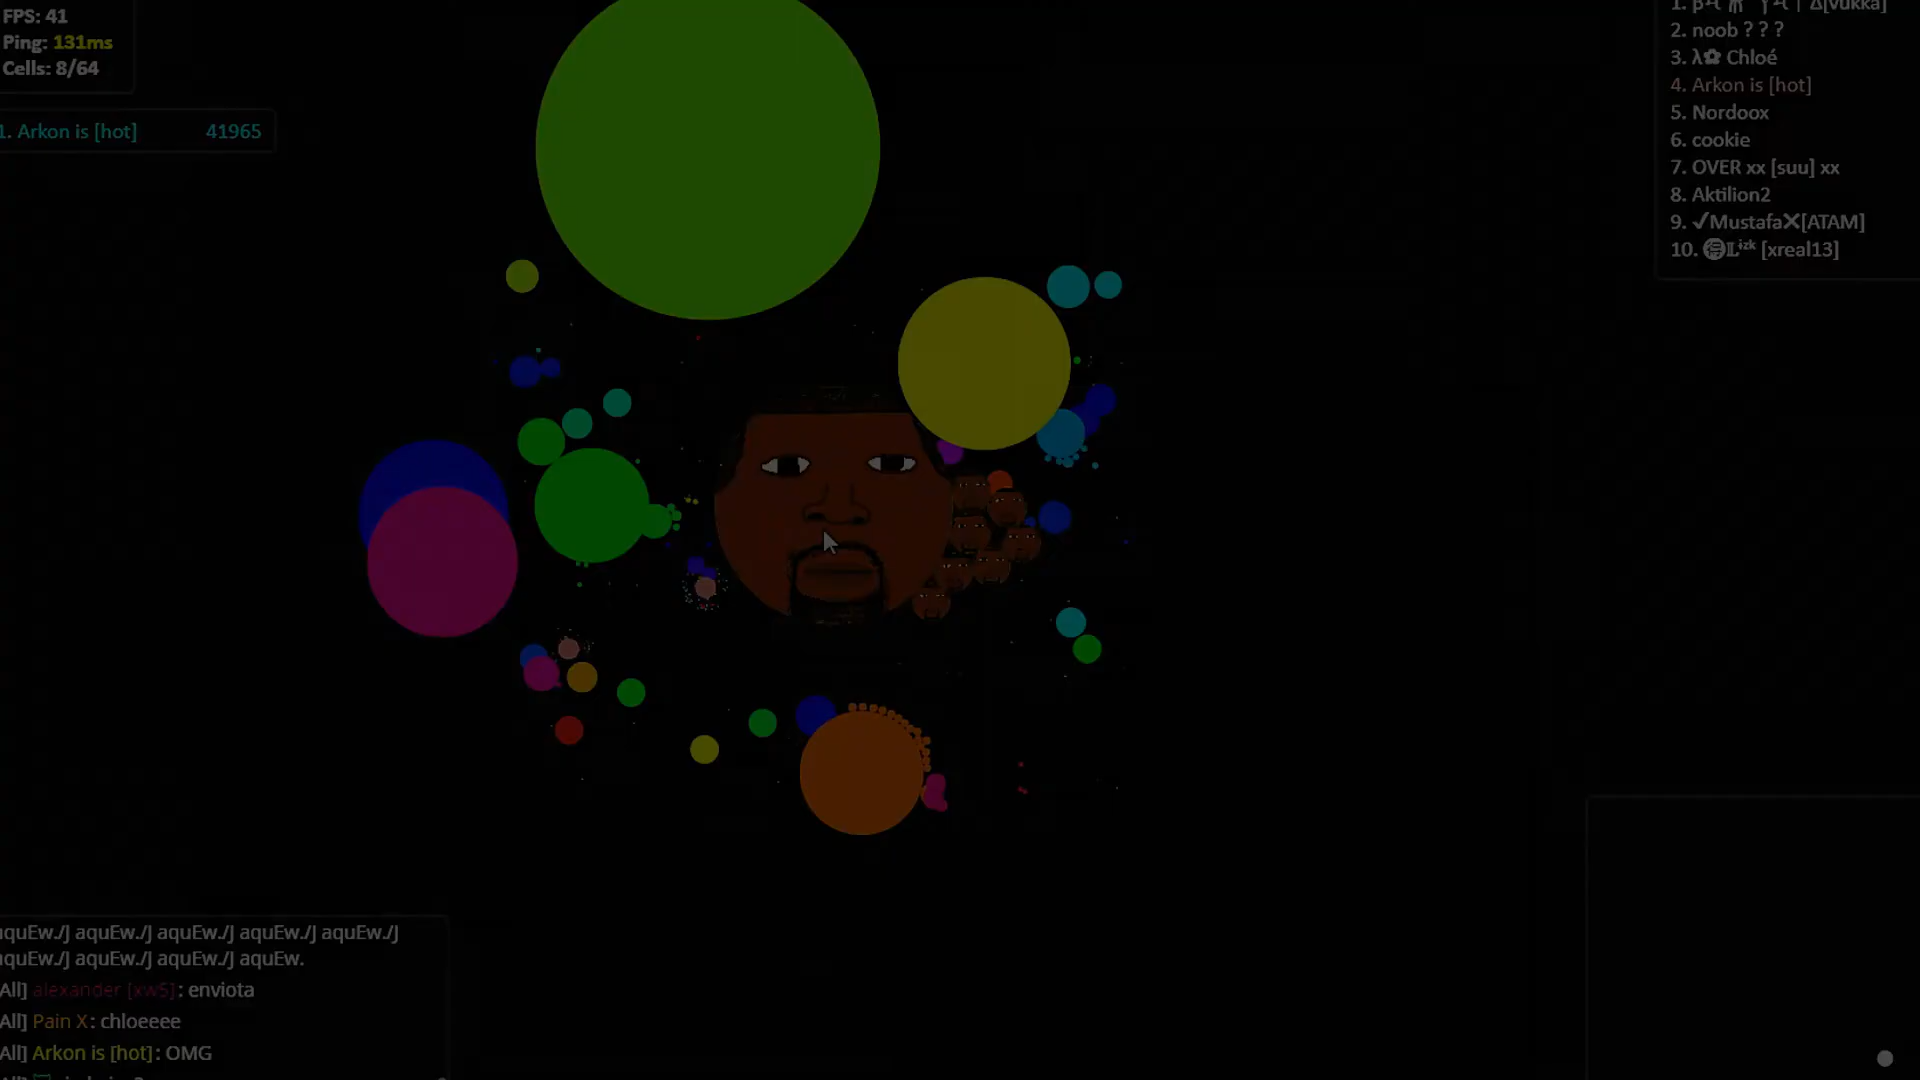 FPS: 41
Ping: 131ms
Cells: 8/64
1. Arkon is [hot] 41965
2. noob ? ? ?
3. λ✿ Chloé
4. Arkon is [hot]
5. Nordoox
6. cookie
7. OVER xx [suu] xx
8. Aktilion2
9. ✓Mustafa✕[ATAM]
10. [xreal13]
aquEw./J aquEw./J aquEw./J aquEw./J aquEw./J
aquEw./J aquEw./J aquEw./J aquEw.
[All] alexander [xw5]: enviota
[All] Pain X: chloeeee
[All] Arkon is [hot]: OMG